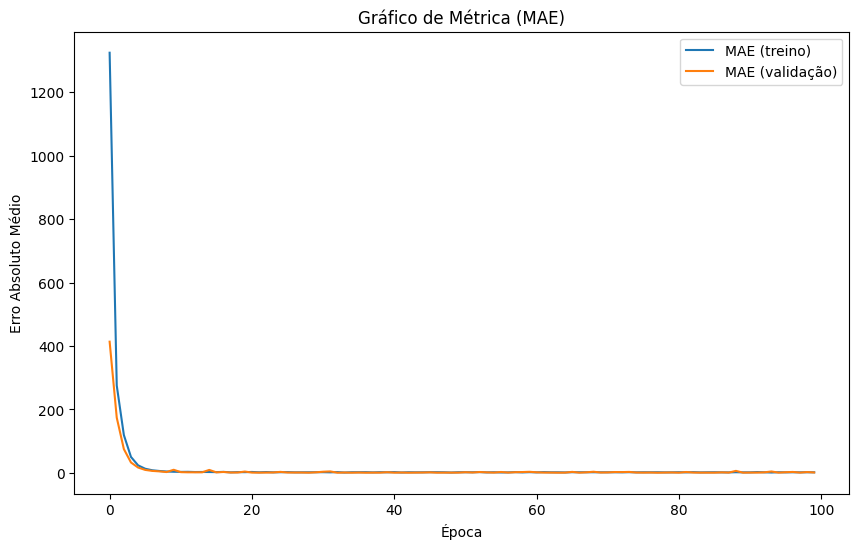 Gráfico de Métrica (MAE)
MAE (treino)
MAE (validação)
Erro Absoluto Médio
1200
1000
800
600
400
200
0
0 20 40 60 80 100
Época